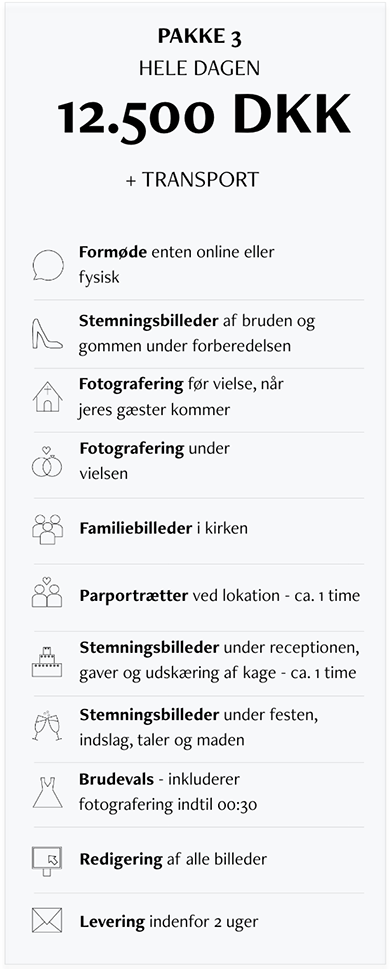 PAKKE 3
HELE DAGEN
12.500 DKK
+ TRANSPORT
Formøde enten online eller
fysisk
Stemningsbilleder af bruden og
gommen under forberedelsen
Fotografering før vielse, når
jeres gæster kommer
Fotografering under
vielsen
Familiebilleder i kirken
Parportrætter ved lokation - ca. 1 time
Stemningsbilleder under receptionen,
gaver og udskæring af kage - ca. 1 time
Stemningsbilleder under festen,
indslag, taler og maden
Brudevals - inkluderer
fotografering indtil 00:30
Redigering af alle billeder
Levering indenfor 2 uger